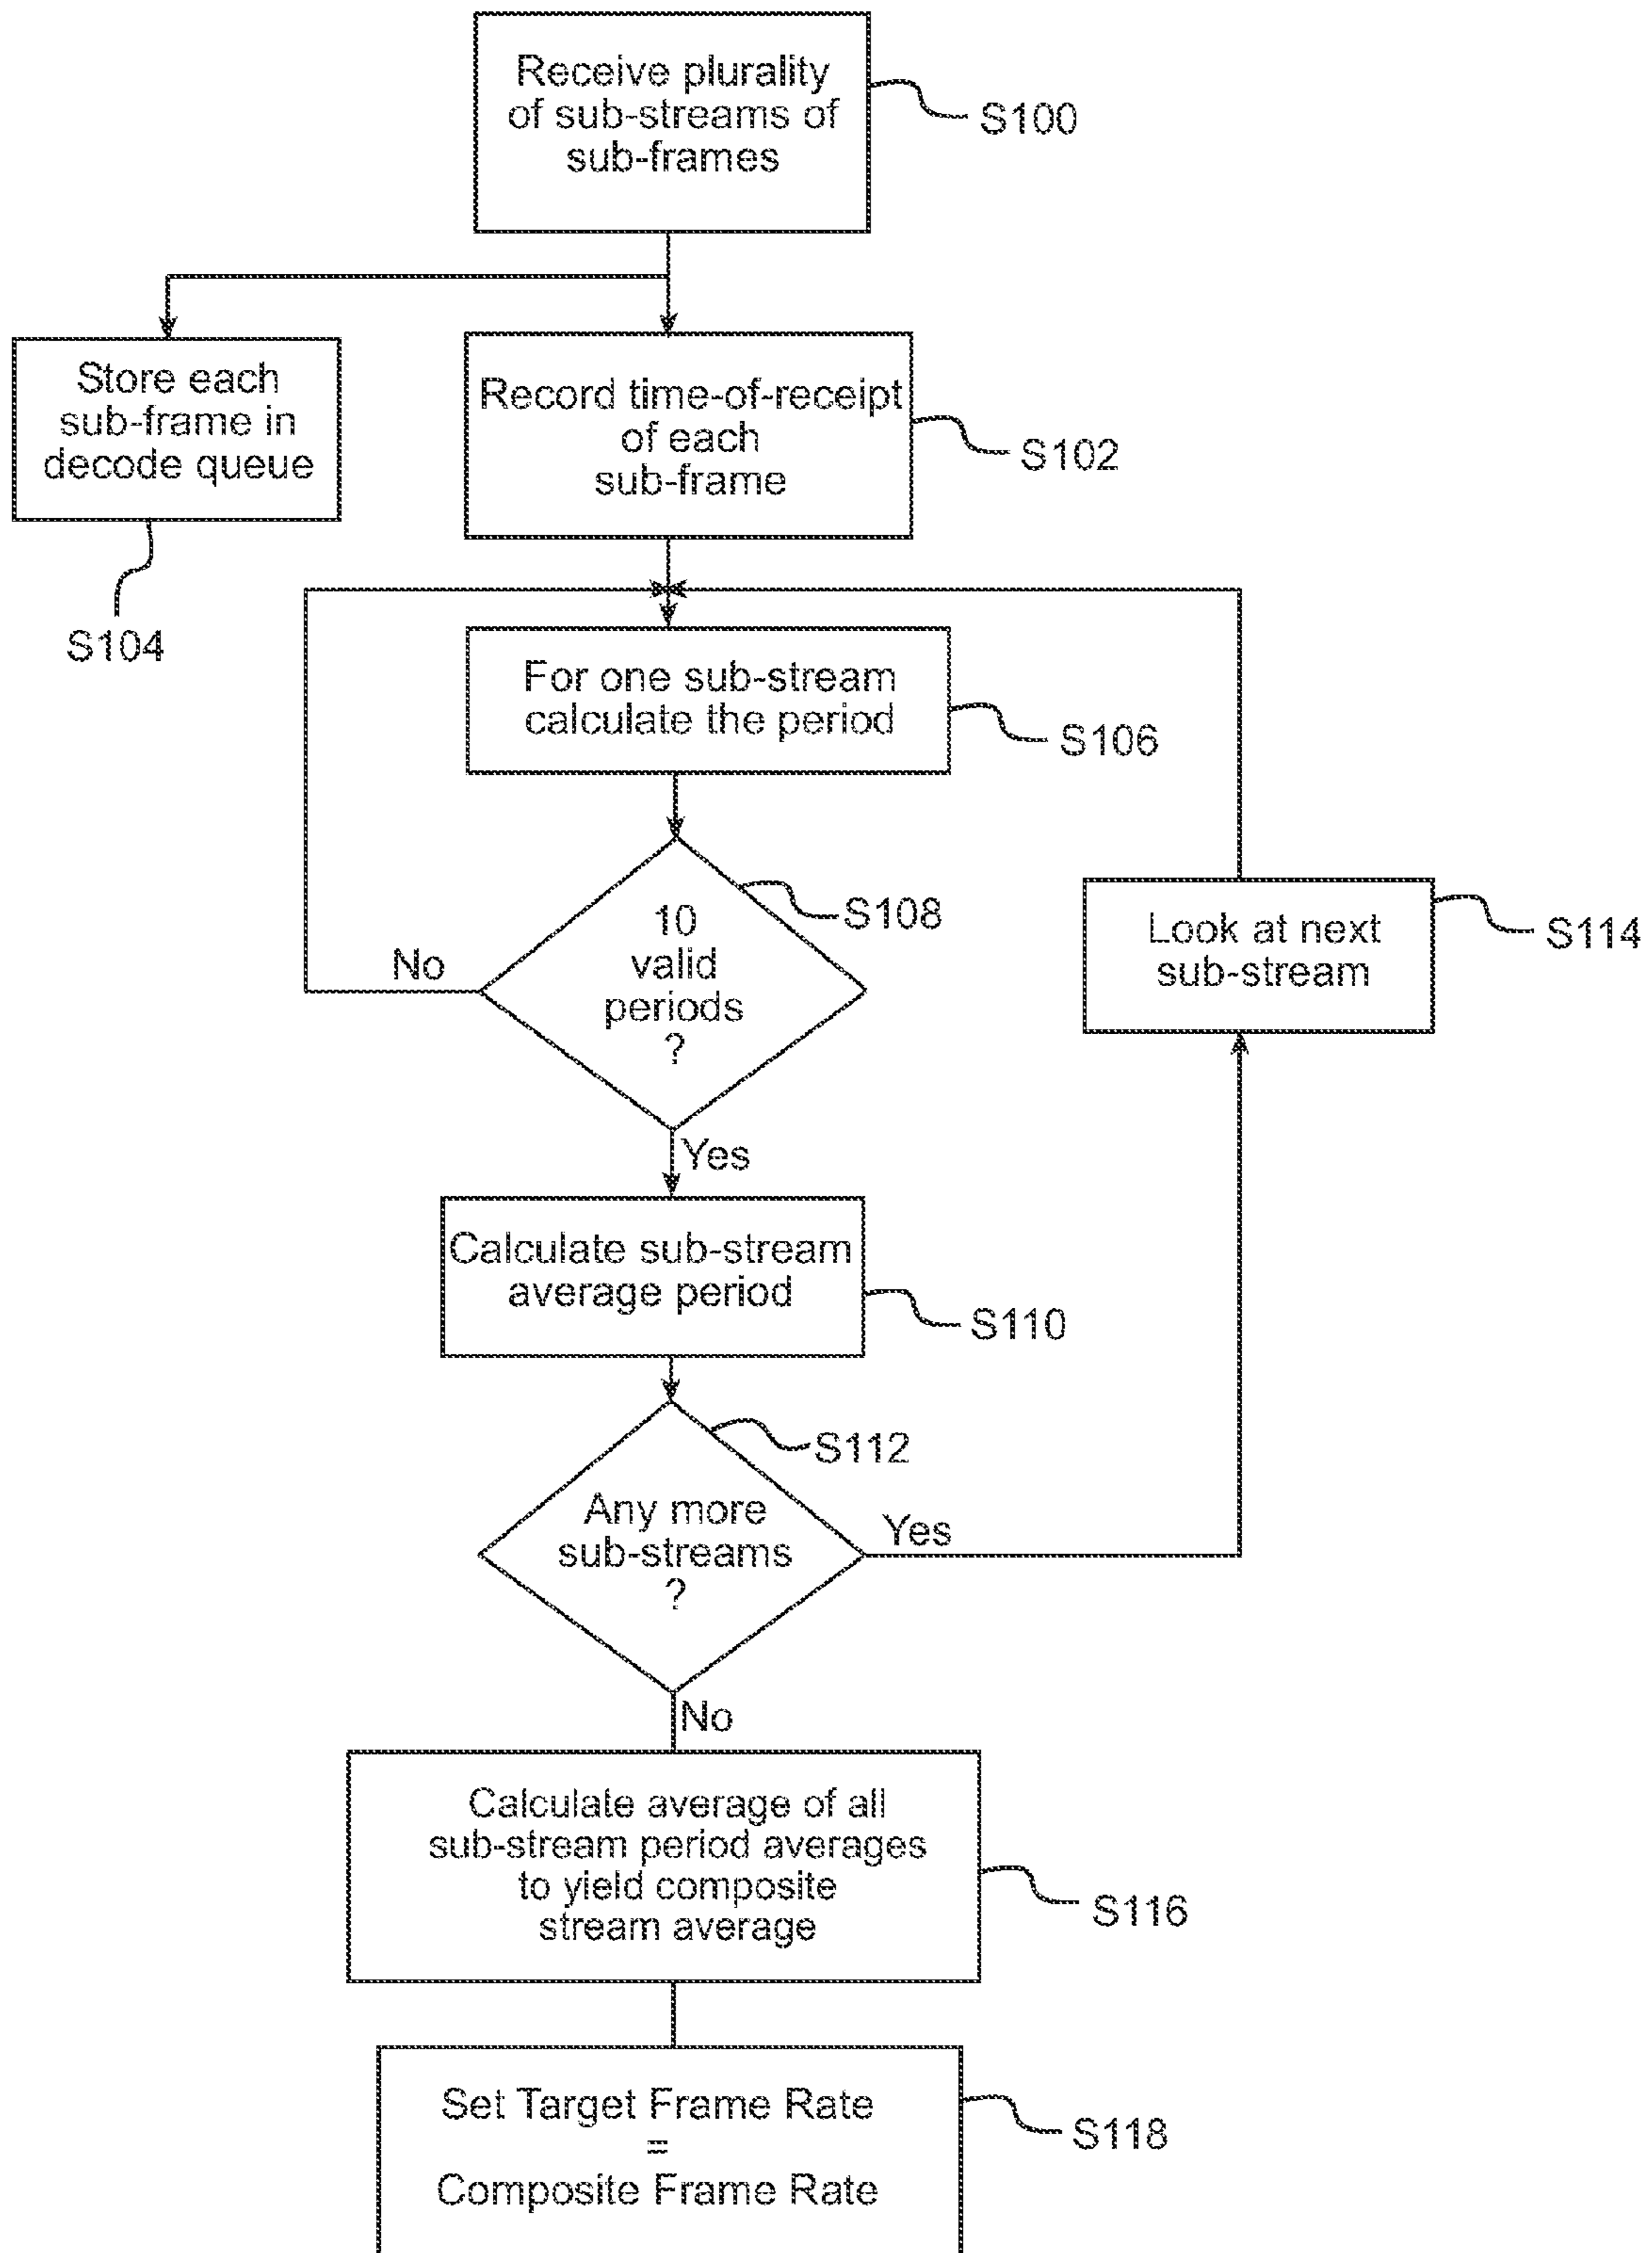 Receive plurality
of sub-streams of
sub-frames
S100
Store each
sub-frame in
decode queue
S104
Record time-of-receipt
of each
sub-frame
S102
For one sub-stream
calculate the period
S106
10
valid
periods
?
S108
No
Yes
Look at next
sub-stream
S114
Calculate sub-stream
average period
S110
Any more
sub-streams
?
S112
Yes
No
Calculate average of all
sub-stream period averages
to yield composite
stream average
S116
Set Target Frame Rate
=
Composite Frame Rate
S118